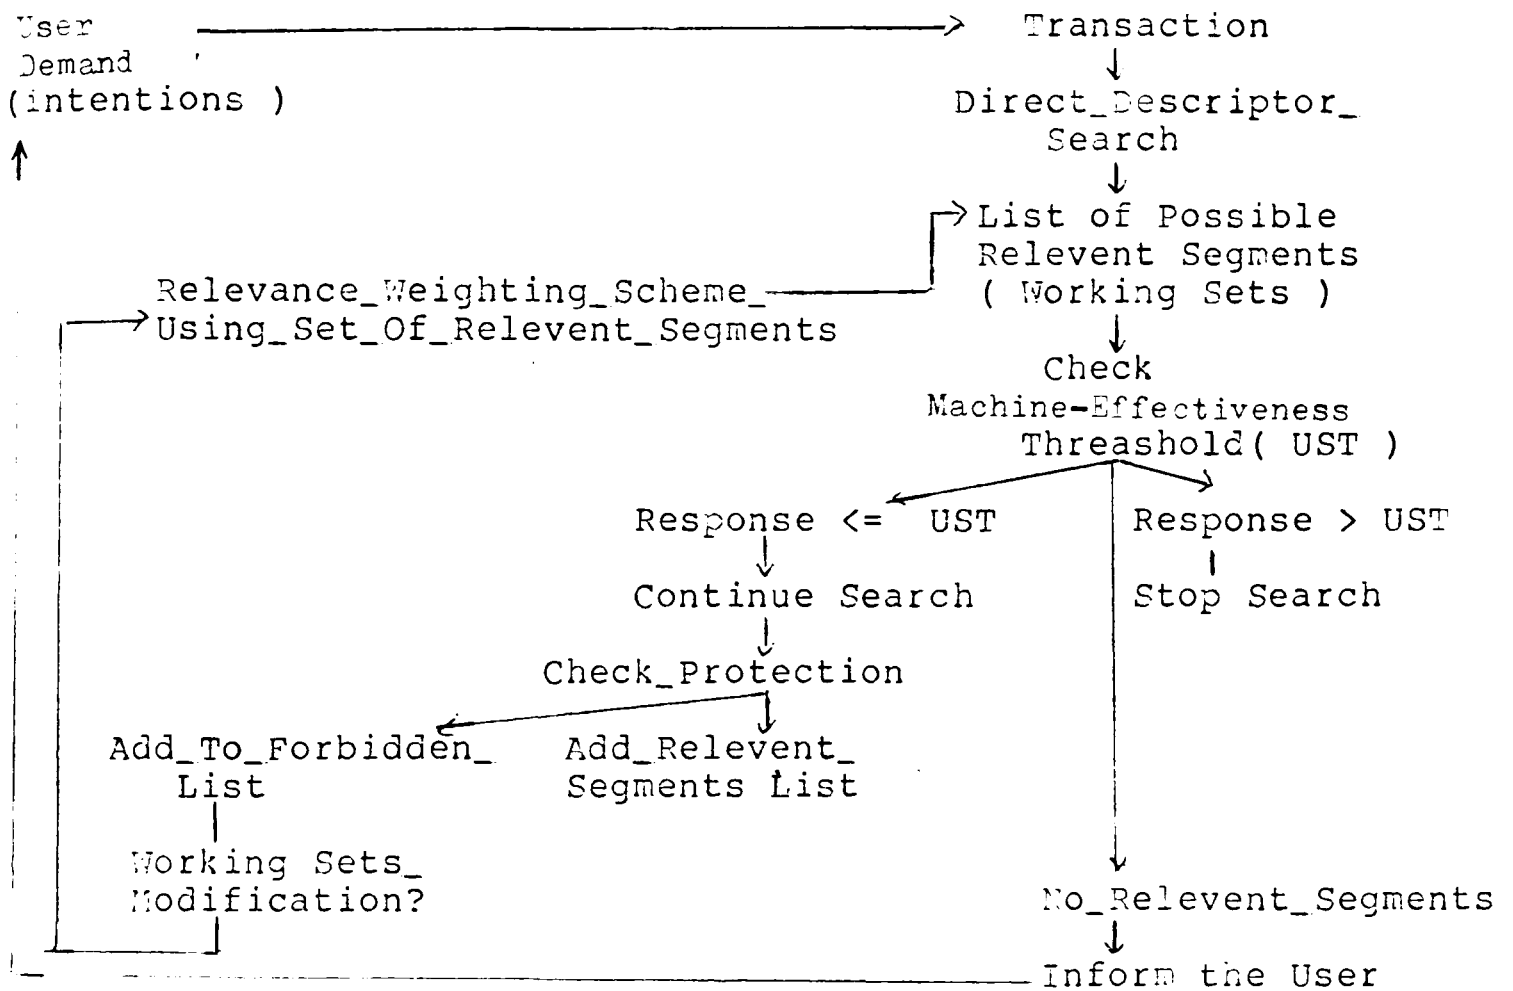 User
Demand
(intentions )
Transaction
Direct_Descriptor_
Search
List of Possible
Relevent Segments
( Working Sets )
Relevance_Weighting_Scheme_
Using_Set_Of_Relevent_Segments
Check
Machine-Effectiveness
Threashold( UST )
Response <= UST
Response > UST
Continue Search
Stop Search
Check_Protection
Add_To_Forbidden_
List
Add_Relevent_
Segments List
Working Sets_
Modification?
No_Relevent_Segments
Inform the User